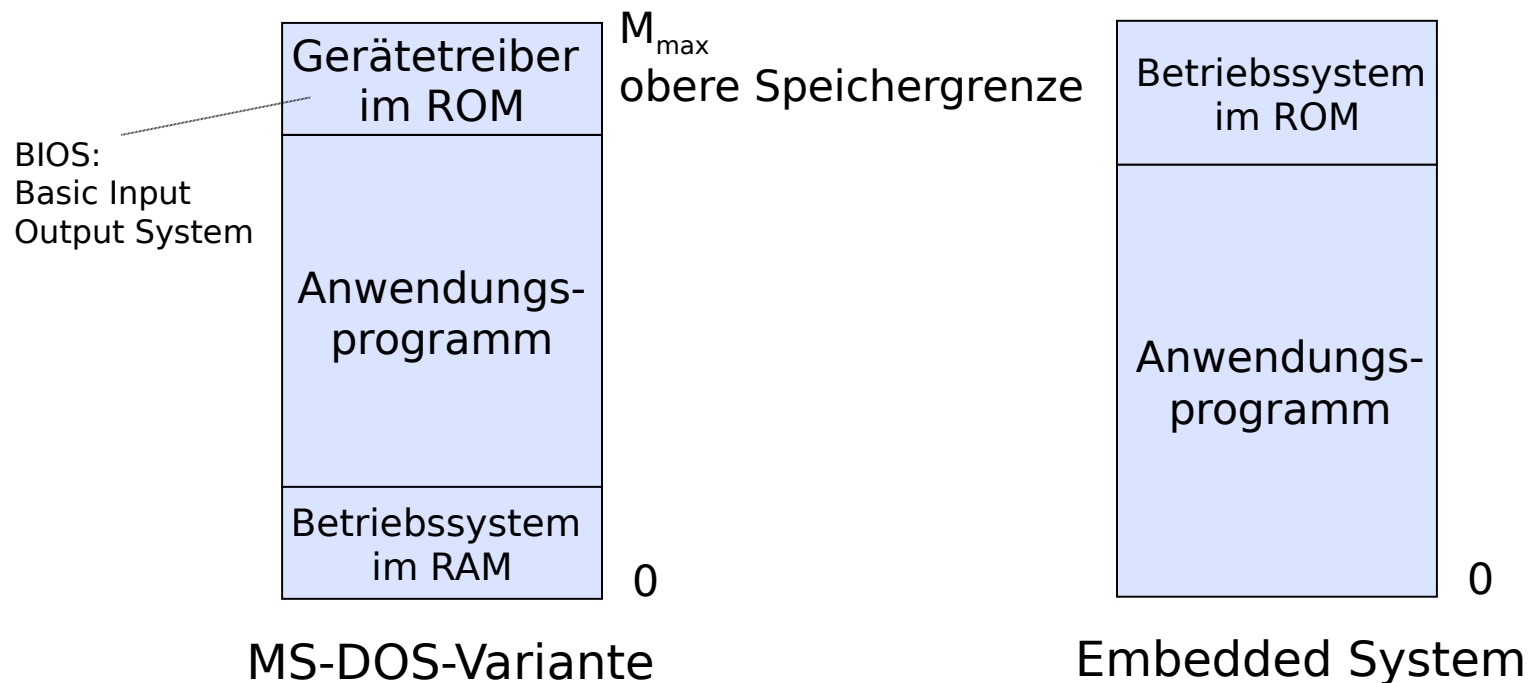 Gerätetreiber
im ROM
M_max
obere Speichergrenze
BIOS:
Basic Input
Output System
Anwendungs-
programm
Betriebssystem
im RAM
0
MS-DOS-Variante
Betriebssystem
im ROM
Anwendungs-
programm
0
Embedded System